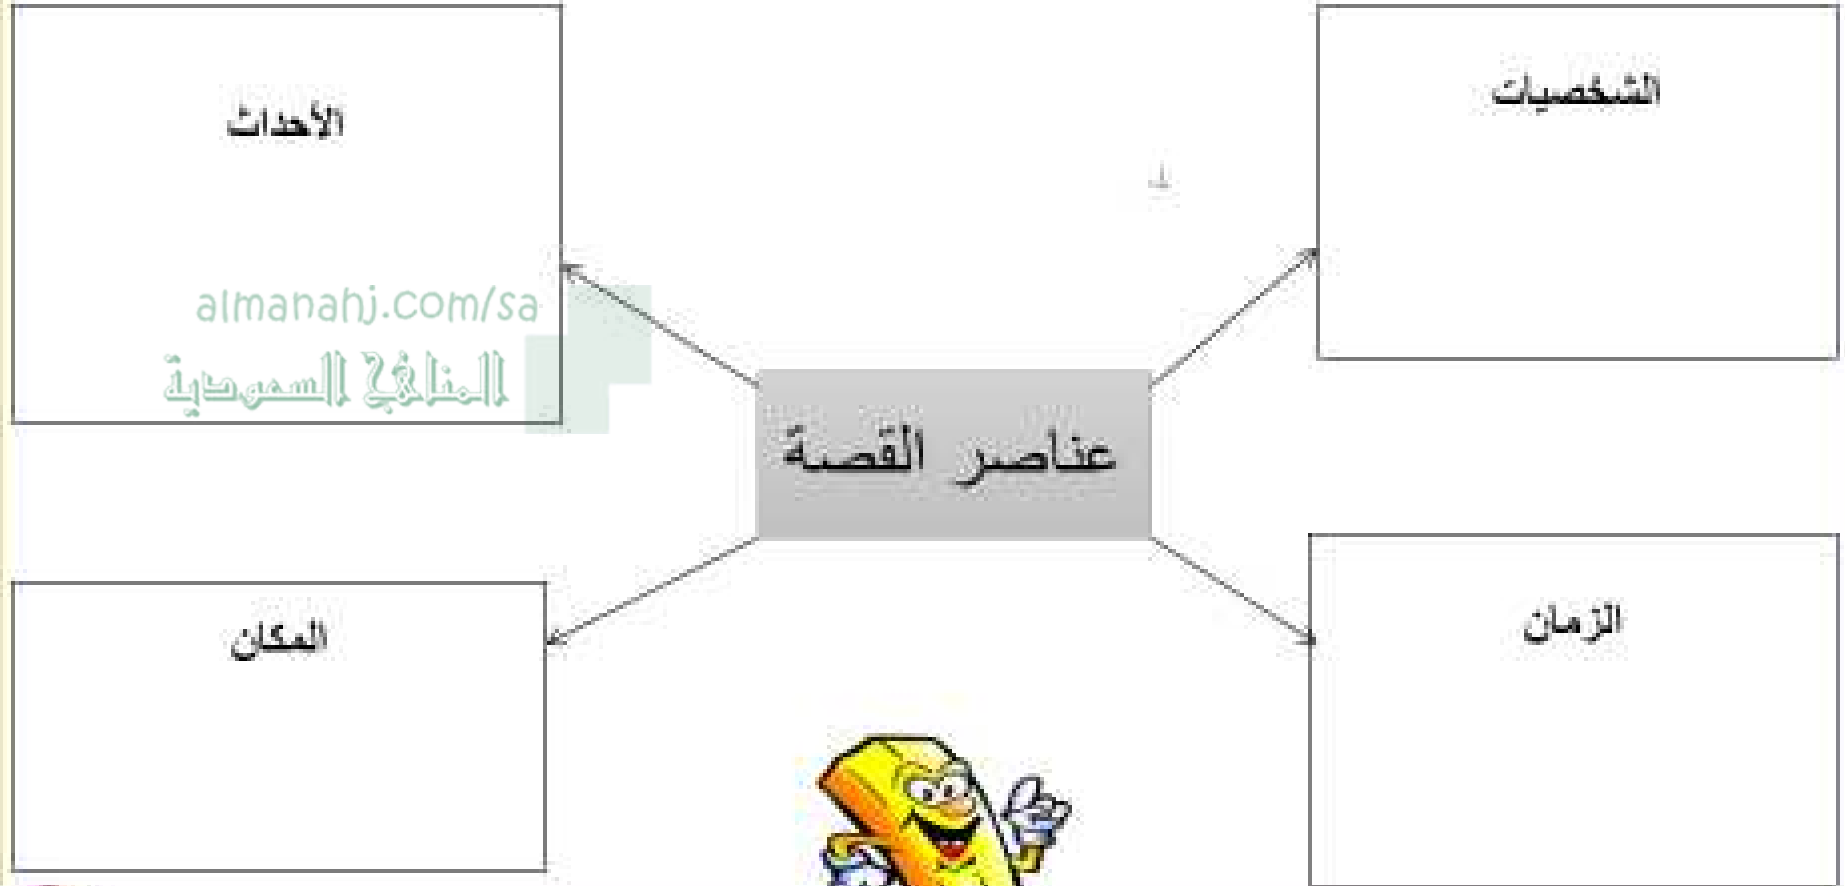 الشخصيات
الأحداث
almanahj.com/sa
المناهج السعودية
عناصر القصة
الزمان
المكان